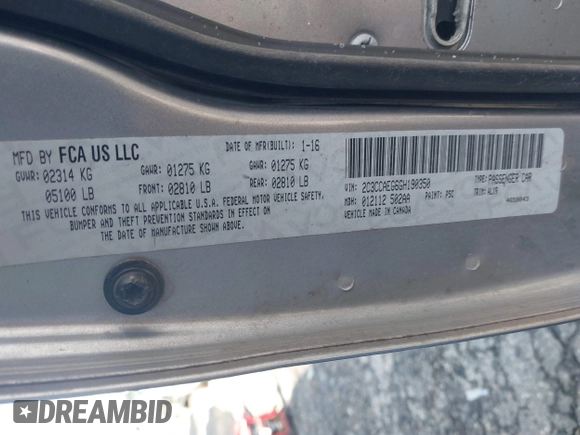 MFD BY FCA US LLC
DATE OF MFR(BUILT): 1-16
GVWR: 02314 KG
GAWR: 01275 KG
GAWR: 01275 KG
05100 LB
FRONT: 02810 LB
REAR: 02810 LB
THIS VEHICLE CONFORMS TO ALL APPLICABLE U.S.A. FEDERAL MOTOR VEHICLE SAFETY,
BUMPER AND THEFT PREVENTION STANDARDS IN EFFECT ON
THE DATE OF MANUFACTURE SHOWN ABOVE.
VIN: 2C3CCAEG6GH190350
TYPE: PASSENGER CAR
MDH: 012112 502AA
PAINT: PSC
TRIM: ALX9
VEHICLE MADE IN CANADA
DREAMBID